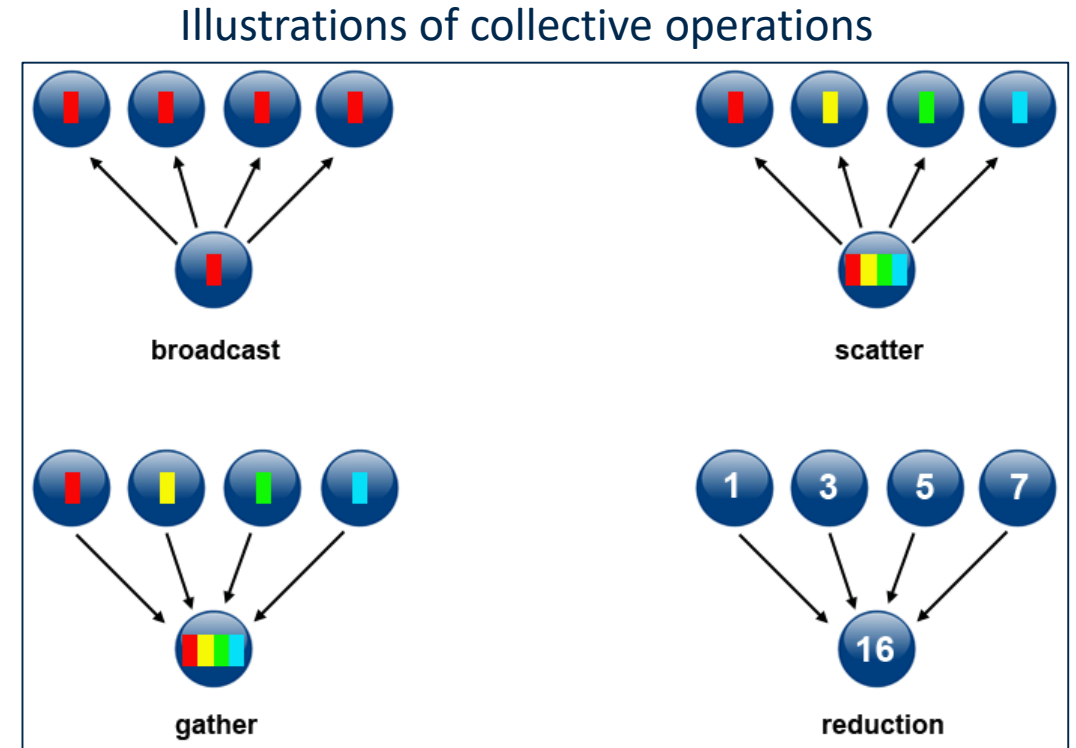 Illustrations of collective operations
broadcast
scatter
1 3 5 7
16
gather
reduction